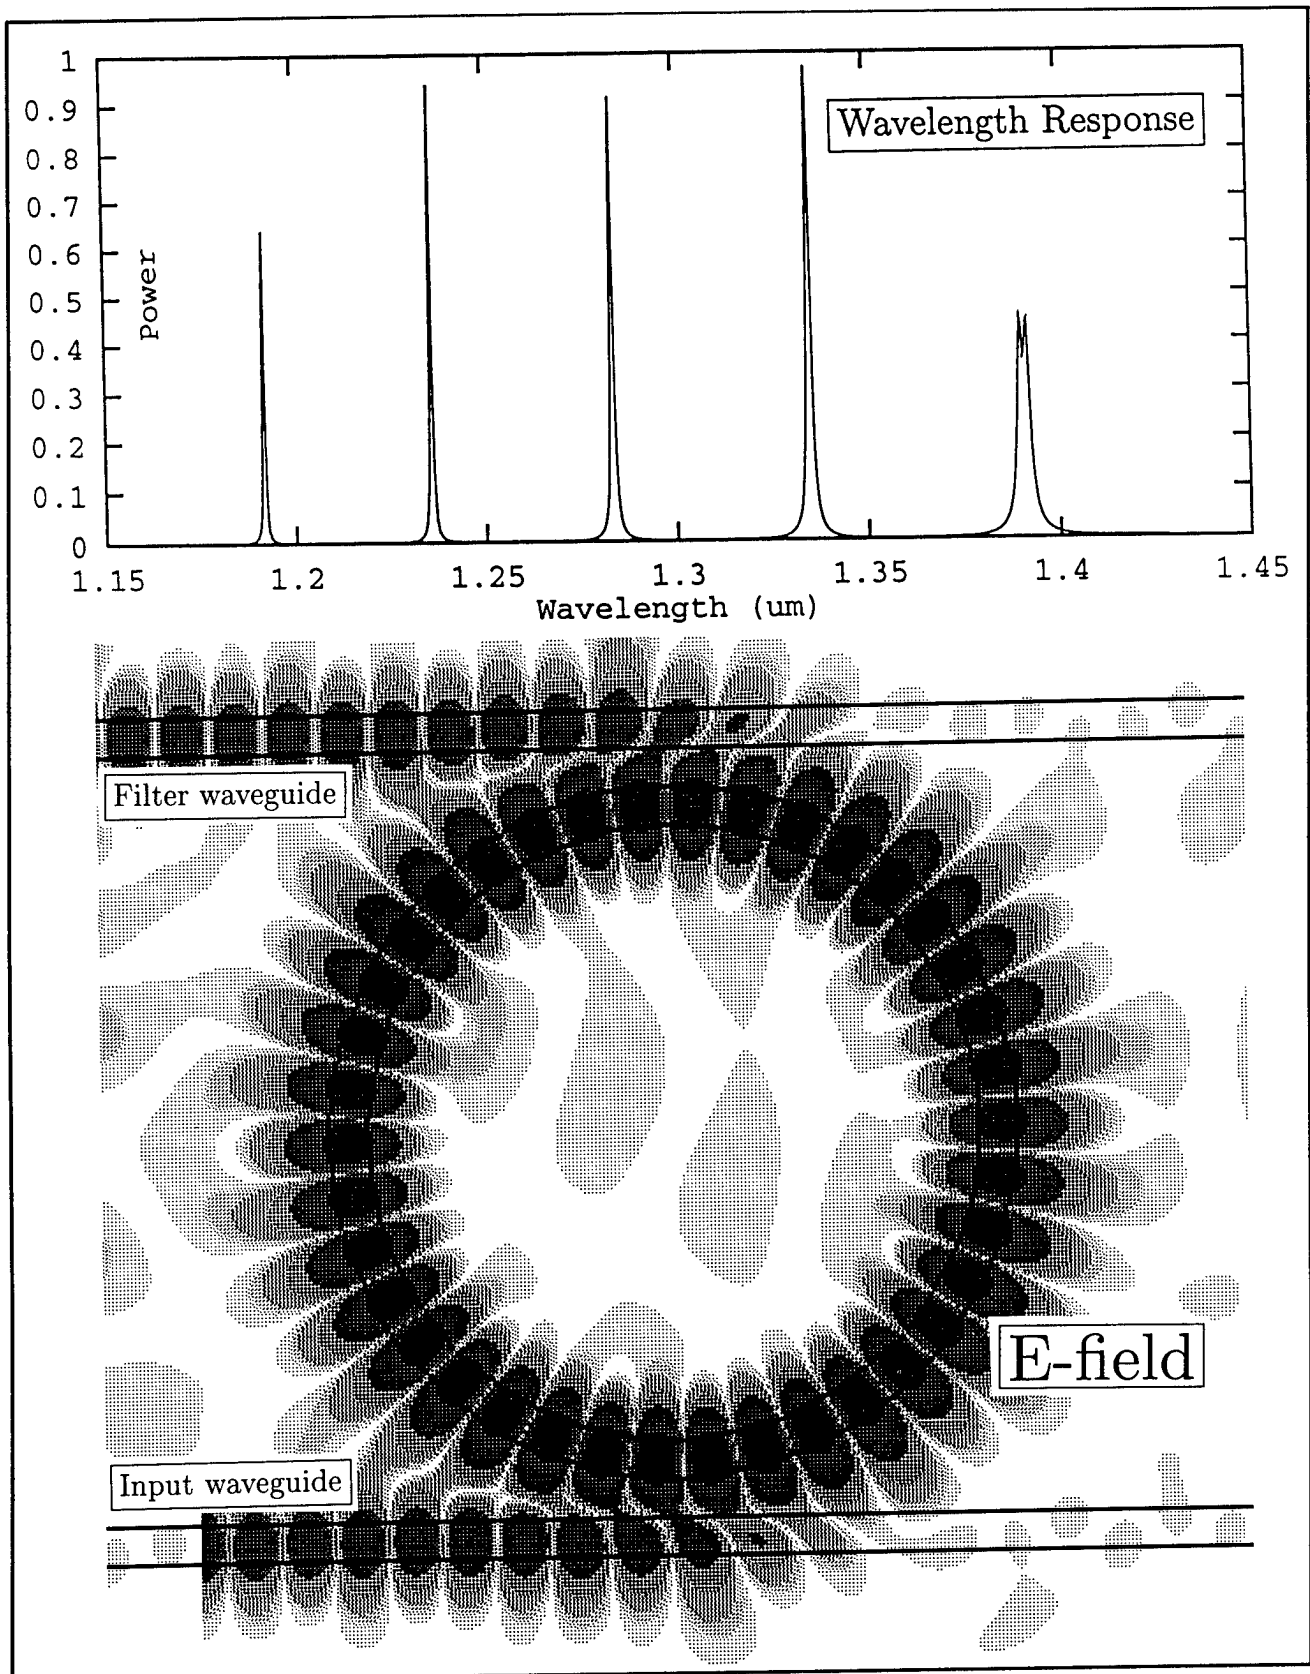 1
0.9
0.8
0.7
0.6
0.5
0.4
0.3
0.2
0.1
0
Power
Wavelength Response
1.15 1.2 1.25 1.3 1.35 1.4 1.45
Wavelength (um)
Filter waveguide
E-field
Input waveguide